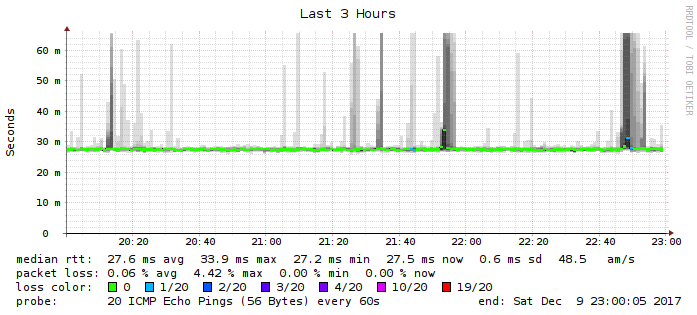 Last 3 Hours
RRDTOOL / TOBI OETIKER
Seconds
60 m
50 m
40 m
30 m
20 m
10 m
0
20:20 20:40 21:00 21:20 21:40 22:00 22:20 22:40 23:00
median rtt: 27.6 ms avg 33.9 ms max 27.2 ms min 27.5 ms now 0.6 ms sd 48.5 am/s
packet loss: 0.06 % avg 4.42 % max 0.00 % min 0.00 % now
loss color: 0 1/20 2/20 3/20 4/20 10/20 19/20
probe: 20 ICMP Echo Pings (56 Bytes) every 60s end: Sat Dec 9 23:00:05 2017